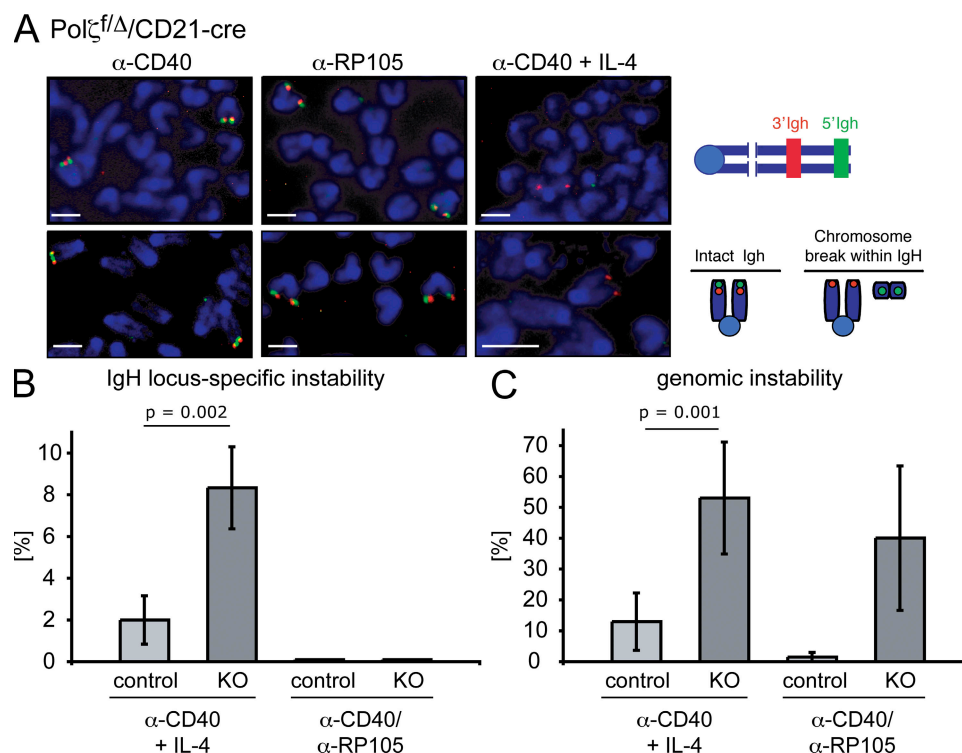 A Polζf/Δ/CD21-cre
α-CD40
α-RP105
α-CD40 + IL-4
3'Igh 5'Igh
Intact Igh
Chromosome
break within IgH
B IgH locus-specific instability
p = 0.002
10
8
6
4
2
0
[%]
control KO control KO
α-CD40
+ IL-4
α-CD40/
α-RP105
C genomic instability
p = 0.001
70
60
50
40
30
20
10
0
[%]
control KO control KO
α-CD40
+ IL-4
α-CD40/
α-RP105